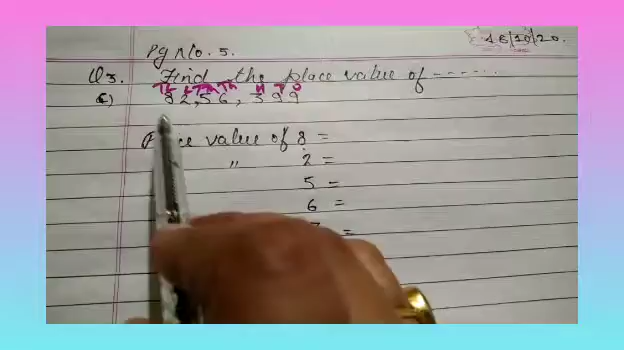 16|10|20.
Pg No. 5.
Q3. Find the place value of ------
TL L TTh Th H T O
c) 82,56,399
Place value of 8 =
" 2 =
5 =
6 =
=